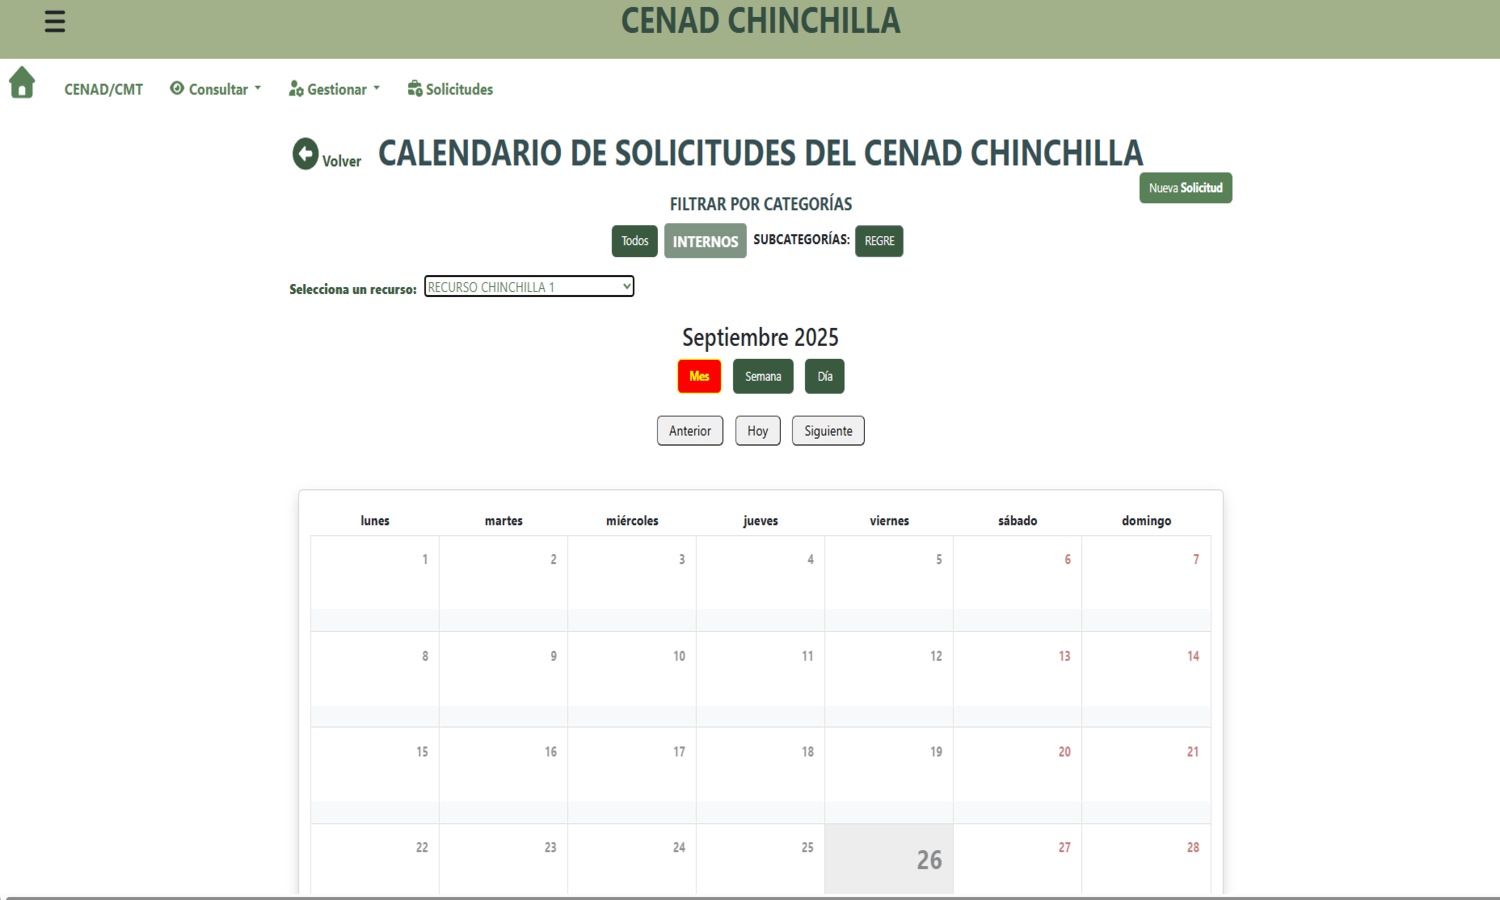 CENAD CHINCHILLA
CENAD/CMT Consultar Gestionar Solicitudes
Volver CALENDARIO DE SOLICITUDES DEL CENAD CHINCHILLA
Nueva Solicitud
FILTRAR POR CATEGORÍAS
Todos INTERNOS SUBCATEGORÍAS: REGRE
Selecciona un recurso: RECURSO CHINCHILLA 1
Septiembre 2025
Mes Semana Día
Anterior Hoy Siguiente
lunes martes miércoles jueves viernes sábado domingo
1 2 3 4 5 6 7
8 9 10 11 12 13 14
15 16 17 18 19 20 21
22 23 24 25 26 27 28